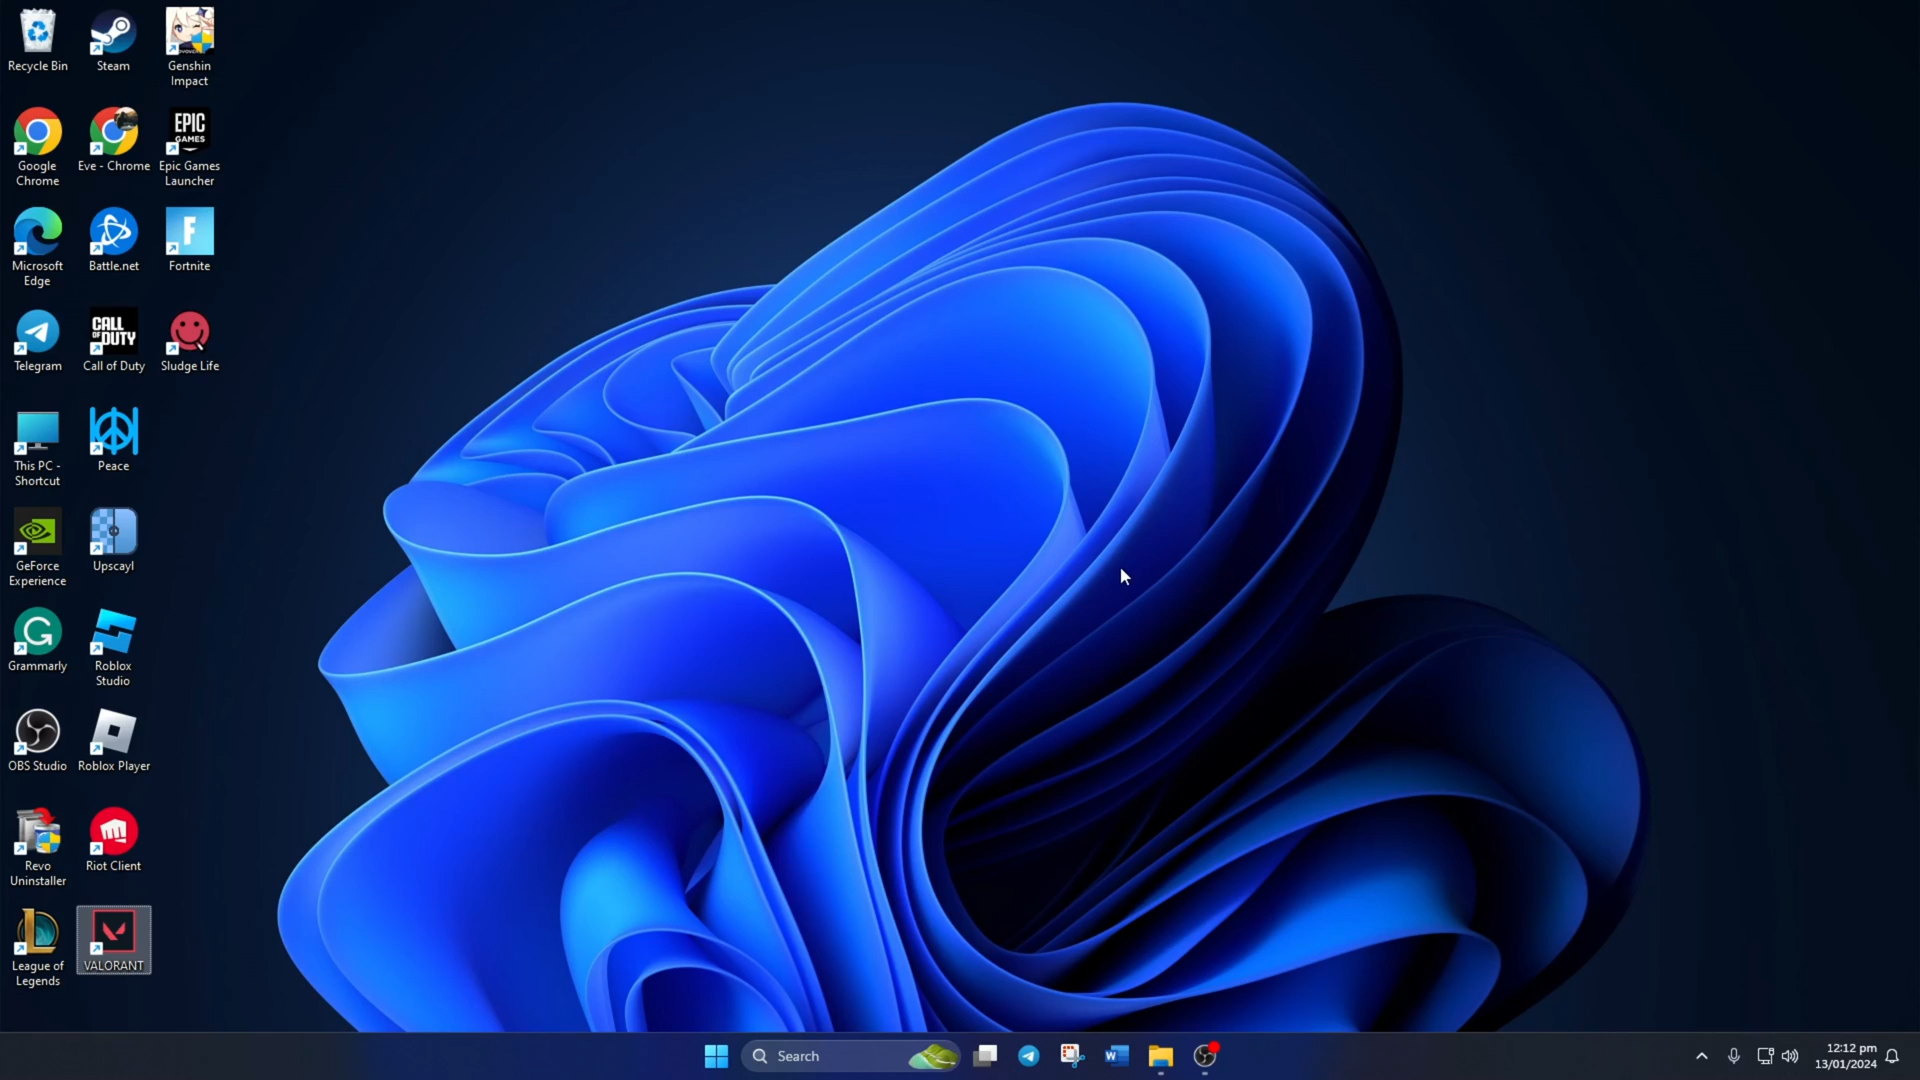 Recycle Bin
Steam
Genshin
Impact
Google
Chrome
Eve - Chrome
EPIC
GAMES
Epic Games
Launcher
Microsoft
Edge
Battle.net
F
Fortnite
Telegram
CALL
OF DUTY
Call of Duty
Sludge Life
This PC -
Shortcut
Peace
GeForce
Experience
Upscayl
G
Grammarly
Roblox
Studio
OBS Studio
Roblox Player
Revo
Uninstaller
Riot Client
L
League of
Legends
VALORANT
Search
W
12:12 pm
13/01/2024